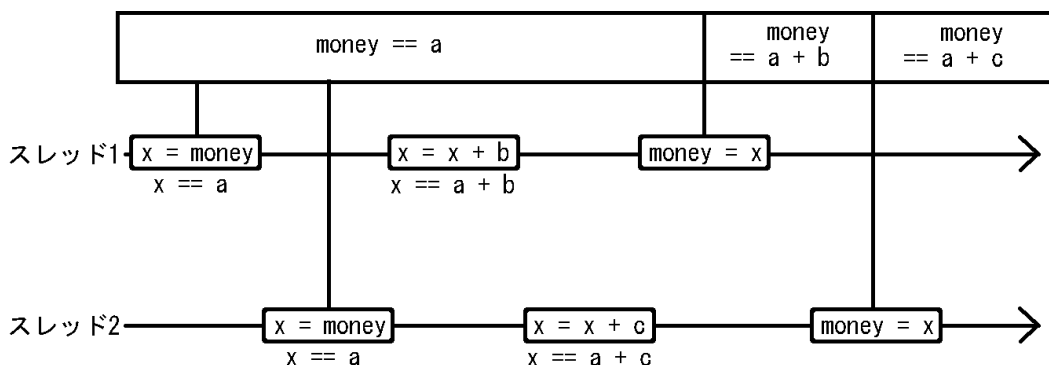 money == a
money
== a + b
money
== a + c
スレッド1
x = money
x = x + b
money = x
x == a
x == a + b
スレッド2
x = money
x = x + c
money = x
x == a
x == a + c